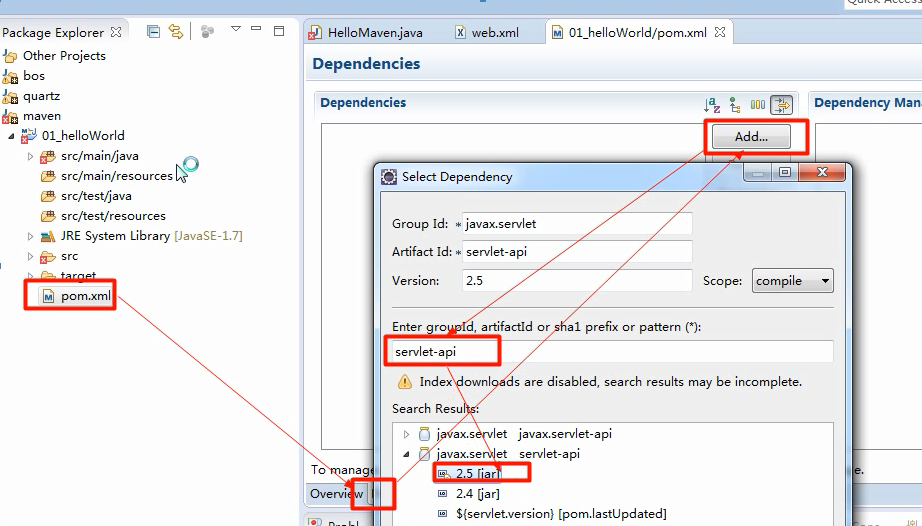 Quick Access
Package Explorer
Other Projects
bos
quartz
maven
01_helloWorld
src/main/java
src/main/resources
src/test/java
src/test/resources
JRE System Library [JavaSE-1.7]
src
target
pom.xml
HelloMaven.java
web.xml
01_helloWorld/pom.xml
Dependencies
Dependencies
Dependency Man
Add...
Select Dependency
Group Id: * javax.servlet
Artifact Id: * servlet-api
Version: 2.5 Scope: compile
Enter groupId, artifactId or sha1 prefix or pattern (*):
servlet-api
Index downloads are disabled, search results may be incomplete.
Search Results:
javax.servlet javax.servlet-api
javax.servlet servlet-api
2.5 [jar]
2.4 [jar]
${servlet.version} [pom.lastUpdated]
To manage
e.
Overview